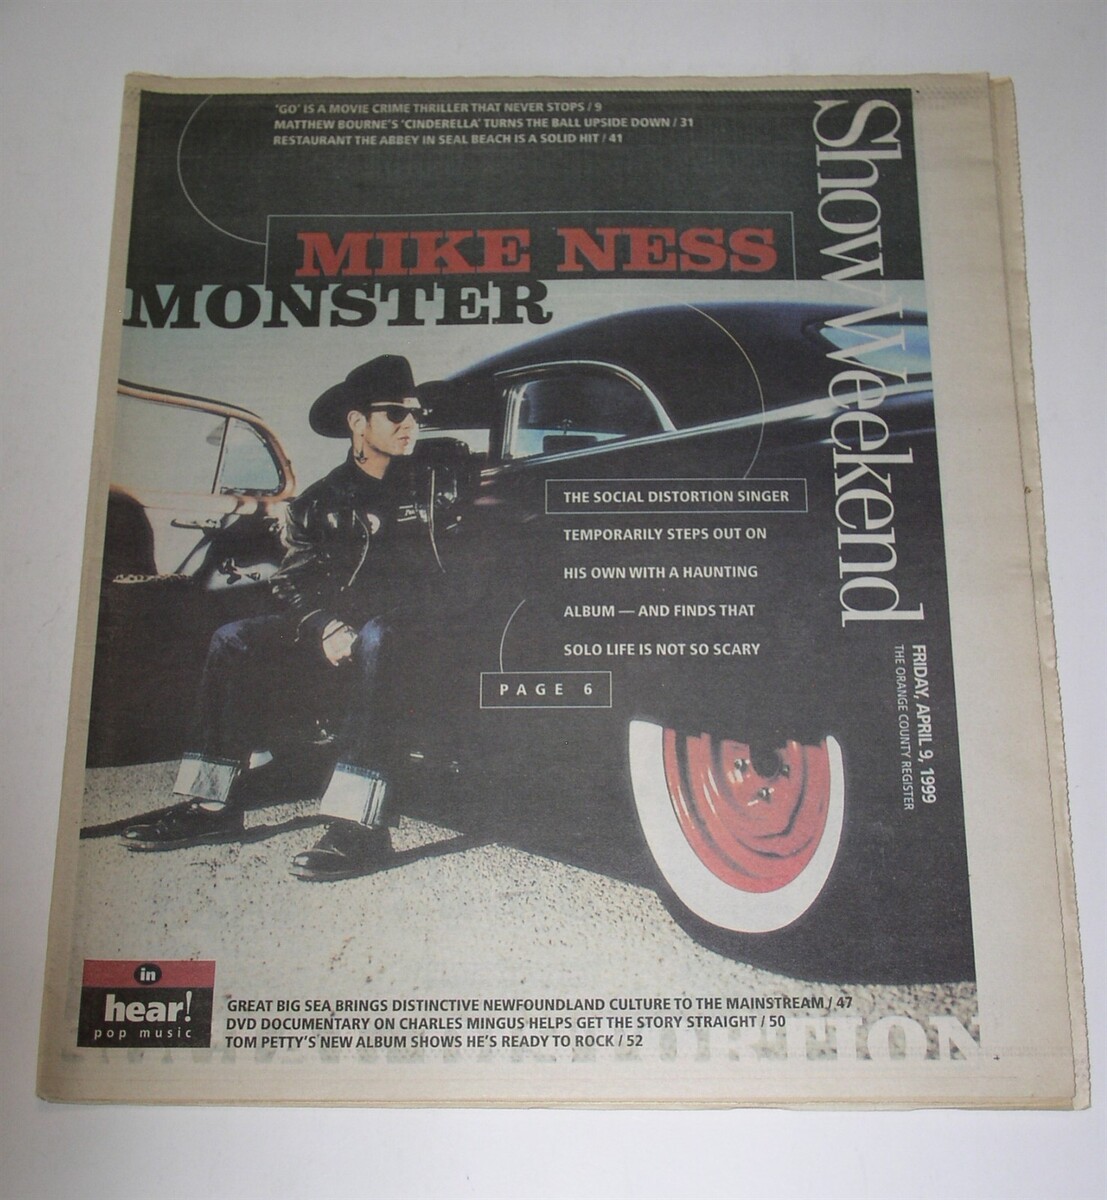 'GO' IS A MOVIE CRIME THRILLER THAT NEVER STOPS / 9
MATTHEW BOURNE'S 'CINDERELLA' TURNS THE BALL UPSIDE DOWN / 31
RESTAURANT THE ABBEY IN SEAL BEACH IS A SOLID HIT / 41
Show Weekend
FRIDAY, APRIL 9, 1999
THE ORANGE COUNTY REGISTER
MIKE NESS
MONSTER
THE SOCIAL DISTORTION SINGER
TEMPORARILY STEPS OUT ON
HIS OWN WITH A HAUNTING
ALBUM — AND FINDS THAT
SOLO LIFE IS NOT SO SCARY
PAGE 6
in
hear!
pop music
GREAT BIG SEA BRINGS DISTINCTIVE NEWFOUNDLAND CULTURE TO THE MAINSTREAM / 47
DVD DOCUMENTARY ON CHARLES MINGUS HELPS GET THE STORY STRAIGHT / 50
TOM PETTY'S NEW ALBUM SHOWS HE'S READY TO ROCK / 52